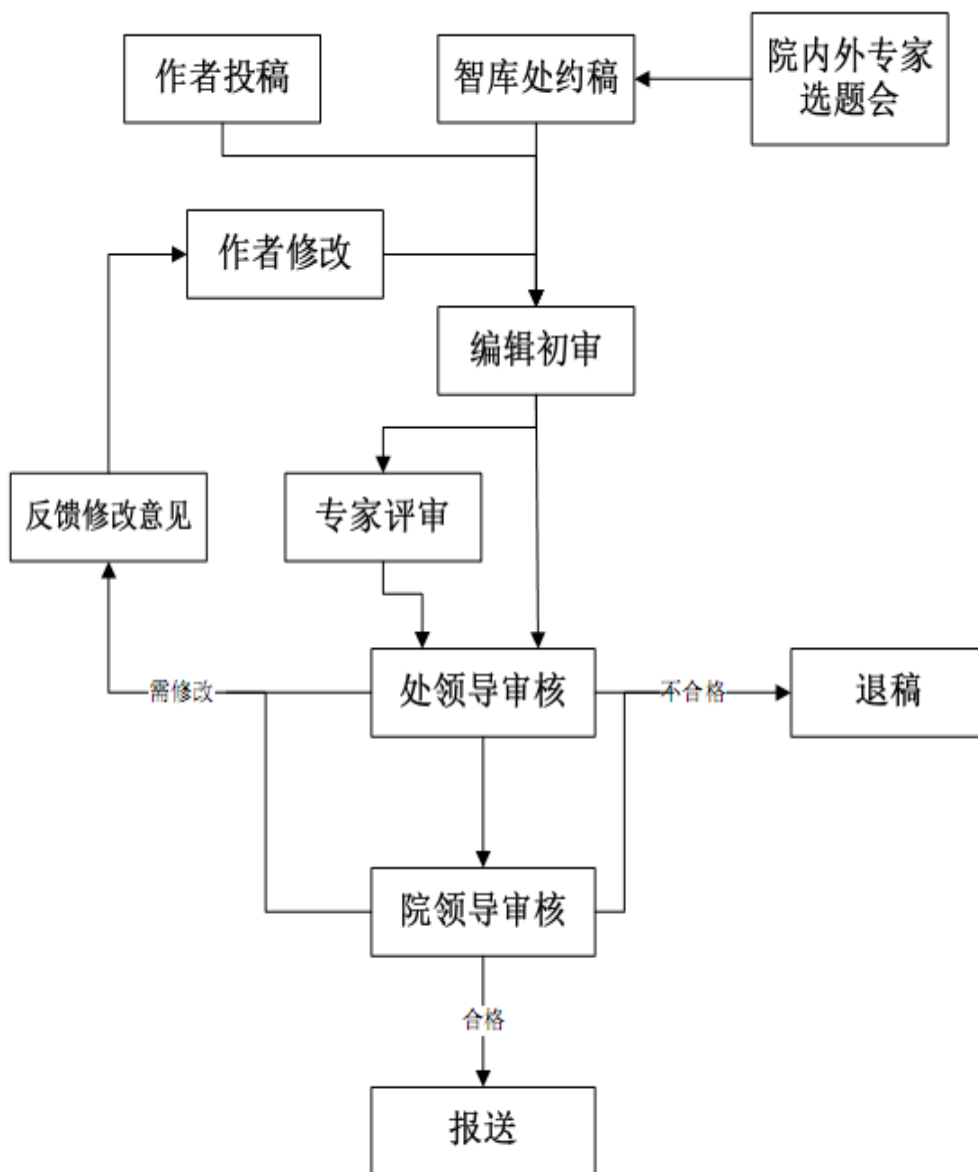 作者投稿
智库处约稿
院内外专家
选题会
作者修改
编辑初审
反馈修改意见
专家评审
需修改
处领导审核
不合格
退稿
院领导审核
合格
报送